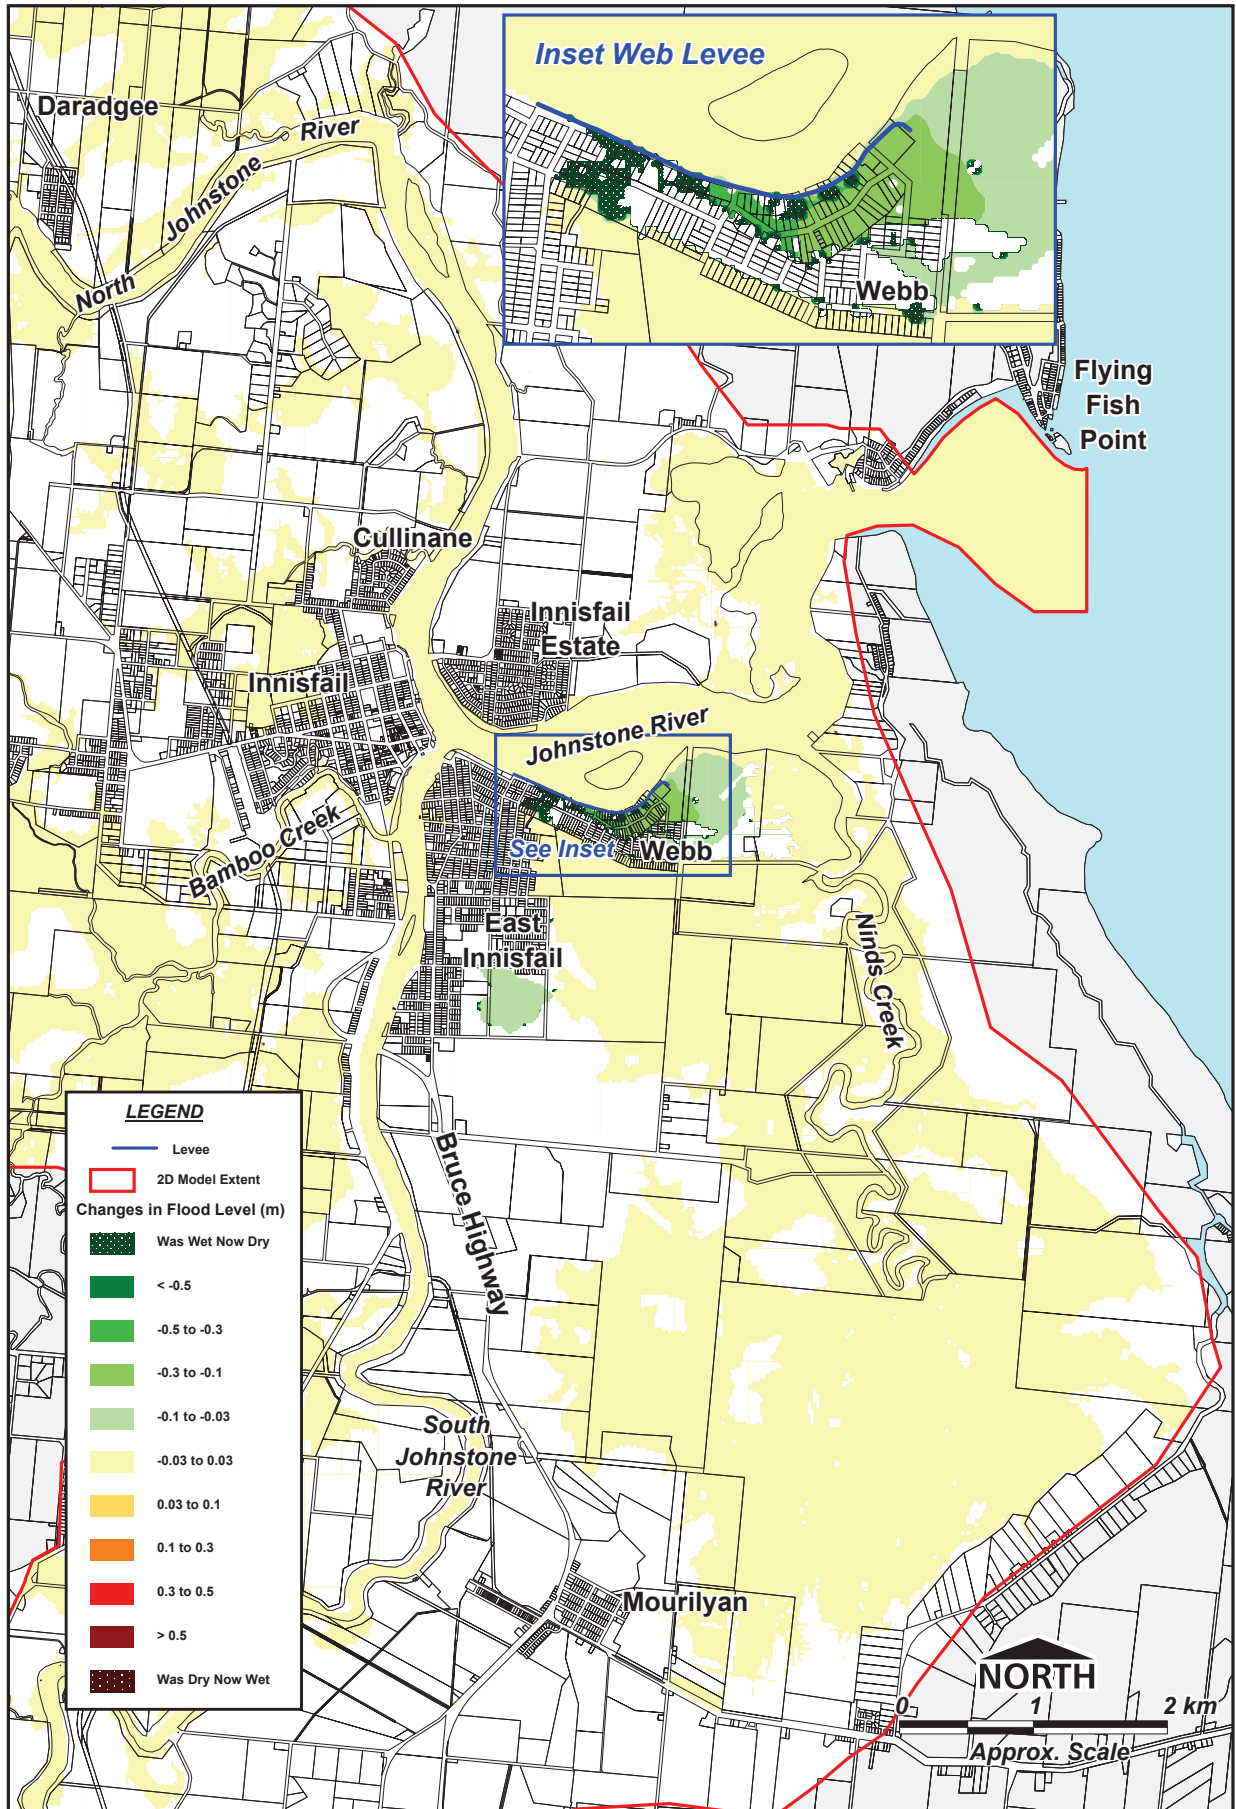 Inset Web Levee
Webb
Daradgee
North
Johnstone
River
Flying
Fish
Point
Cullinane
Innisfail
Estate
Innisfail
Johnstone River
See Inset
Webb
Bamboo Creek
East
Innisfail
Ninds Creek
Bruce Highway
South
Johnstone
River
Mourilyan
LEGEND
Levee
2D Model Extent
Changes in Flood Level (m)
Was Wet Now Dry
< -0.5
-0.5 to -0.3
-0.3 to -0.1
-0.1 to -0.03
-0.03 to 0.03
0.03 to 0.1
0.1 to 0.3
0.3 to 0.5
> 0.5
Was Dry Now Wet
NORTH
0 1 2 km
Approx. Scale